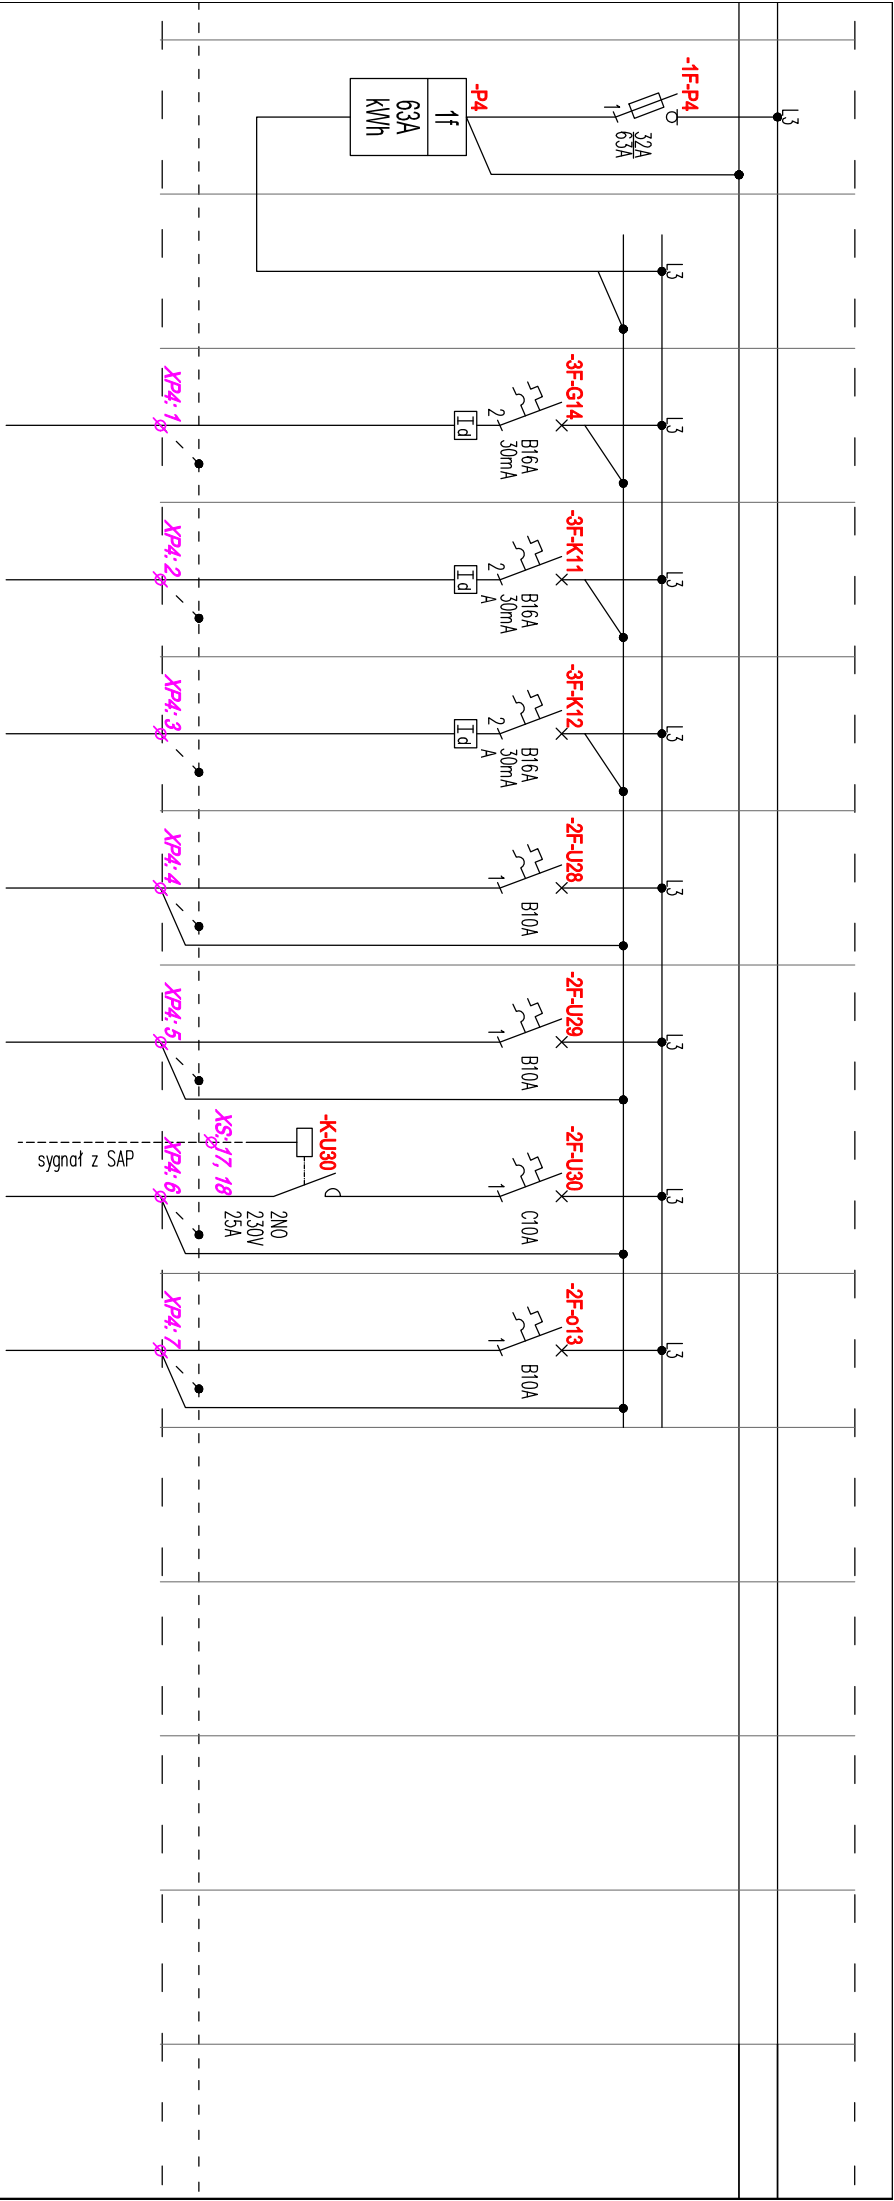 L3
-1F-P4
1
32A
63A
-P4
1f
63A
kWh
L3
L3
-3F-G14
2
B16A
30mA
Id
XP4: 1
L3
-3F-K11
2
B16A
30mA
A
Id
XP4: 2
L3
-3F-K12
2
B16A
30mA
A
Id
XP4: 3
L3
-2F-U28
1
B10A
XP4: 4
L3
-2F-U29
1
B10A
XP4: 5
L3
-2F-U30
1
C10A
-K-U30
2NO
230V
25A
XS:17, 18
sygnał z SAP
XP4: 6
L3
-2F-o13
1
B10A
XP4: 7